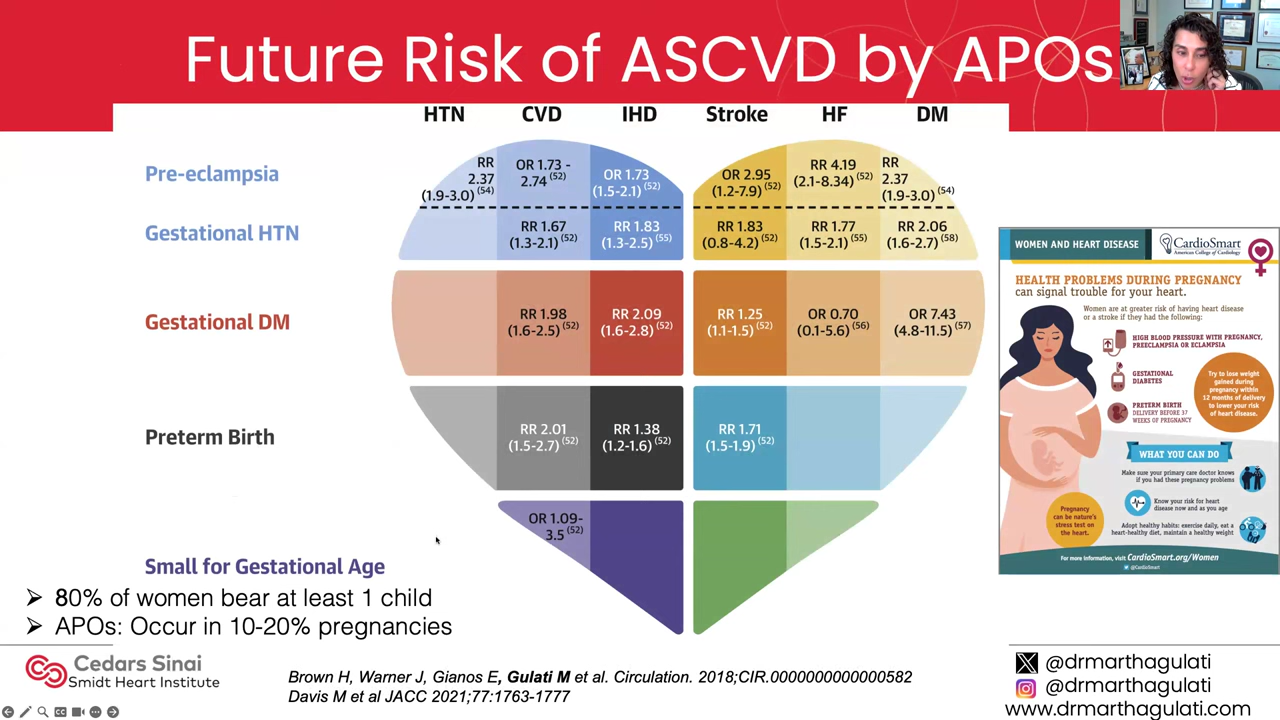 Future Risk of ASCVD by APOs
HTN CVD IHD Stroke HF DM
Pre-eclampsia
RR
2.37
(1.9-3.0) (54)
OR 1.73 -
2.74 (52)
OR 1.73
(1.5-2.1) (52)
OR 2.95
(1.2-7.9) (52)
RR 4.19
(2.1-8.34) (52)
RR
2.37
(1.9-3.0) (54)
Gestational HTN
RR 1.67
(1.3-2.1) (52)
RR 1.83
(1.3-2.5) (55)
RR 1.83
(0.8-4.2) (52)
RR 1.77
(1.5-2.1) (55)
RR 2.06
(1.6-2.7) (58)
Gestational DM
RR 1.98
(1.6-2.5) (52)
RR 2.09
(1.6-2.8) (52)
RR 1.25
(1.1-1.5) (52)
OR 0.70
(0.1-5.6) (56)
OR 7.43
(4.8-11.5) (57)
Preterm Birth
RR 2.01
(1.5-2.7) (52)
RR 1.38
(1.2-1.6) (52)
RR 1.71
(1.5-1.9) (52)
OR 1.09-
3.5 (52)
Small for Gestational Age
➢ 80% of women bear at least 1 child
➢ APOs: Occur in 10-20% pregnancies
WOMEN AND HEART DISEASE
CardioSmart
American College of Cardiology
HEALTH PROBLEMS DURING PREGNANCY
can signal trouble for your heart.
Women are at greater risk of having heart disease
or a stroke if they had the following:
HIGH BLOOD PRESSURE WITH PREGNANCY,
PREECLAMPSIA OR ECLAMPSIA
GESTATIONAL
DIABETES
PRETERM BIRTH
DELIVERY BEFORE 37
WEEKS OF PREGNANCY
Try to lose weight
gained during
pregnancy within
12 months of delivery
to lower your risk
of heart disease.
WHAT YOU CAN DO
Make sure your primary care doctor knows
if you had these pregnancy problems
Know your risk for heart
disease now and as you age
Adopt healthy habits: exercise daily, eat a
heart-healthy diet, maintain a healthy weight
Pregnancy
can be nature's
stress test on
the heart.
For more information, visit CardioSmart.org/Women
@CardioSmart
Cedars Sinai
Smidt Heart Institute
Brown H, Warner J, Gianos E, Gulati M et al. Circulation. 2018;CIR.0000000000000582
Davis M et al JACC 2021;77:1763-1777
@drmarthagulati
@drmarthagulati
www.drmarthagulati.com